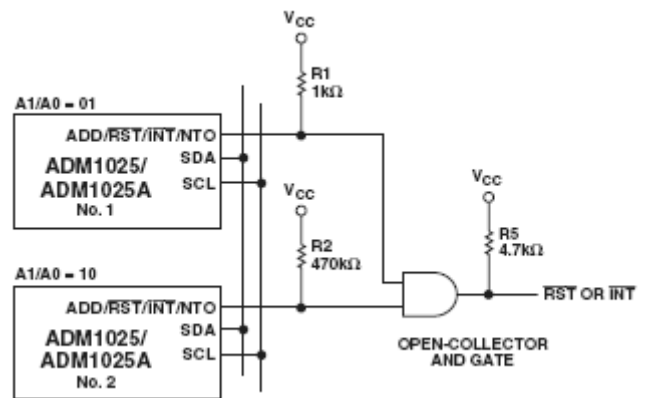 VCC
R1
1kΩ
A1/A0 = 01
ADD/RST/INT/NTO
SDA
SCL
ADM1025/
ADM1025A
No. 1
VCC
R2
470kΩ
VCC
R5
4.7kΩ
A1/A0 = 10
ADD/RST/INT/NTO
SDA
SCL
ADM1025/
ADM1025A
No. 2
RST OR INT
OPEN-COLLECTOR
AND GATE